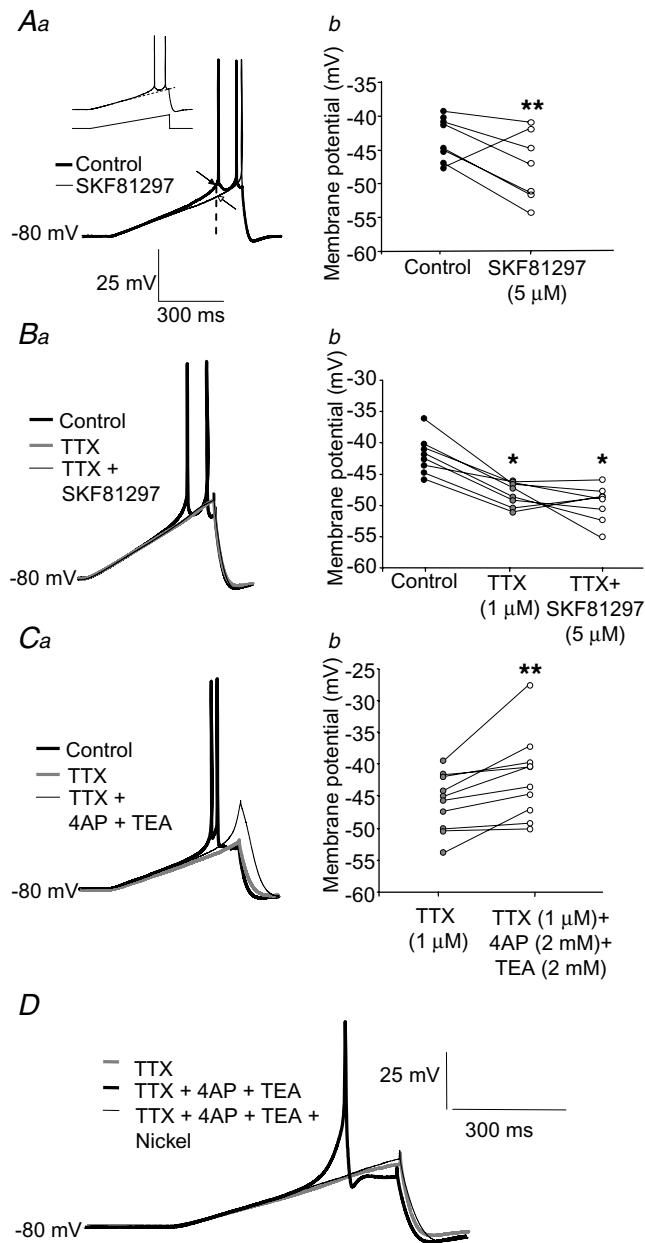 Aa
b
Control
SKF81297
-80 mV
25 mV
300 ms
Membrane potential (mV)
-35
-40
-45
-50
-55
-60
**
Control
SKF81297
(5 µM)
Ba
b
Control
TTX
TTX +
SKF81297
-80 mV
Membrane potential (mV)
-30
-35
-40
-45
-50
-55
-60
*
*
Control
TTX
(1 µM)
TTX+
SKF81297
(5 µM)
Ca
b
Control
TTX
TTX +
4AP + TEA
-80 mV
Membrane potential (mV)
-25
-30
-35
-40
-45
-50
-55
-60
**
TTX
(1 µM)
TTX (1 µM)+
4AP (2 mM)+
TEA (2 mM)
D
TTX
TTX + 4AP + TEA
TTX + 4AP + TEA +
Nickel
25 mV
300 ms
-80 mV